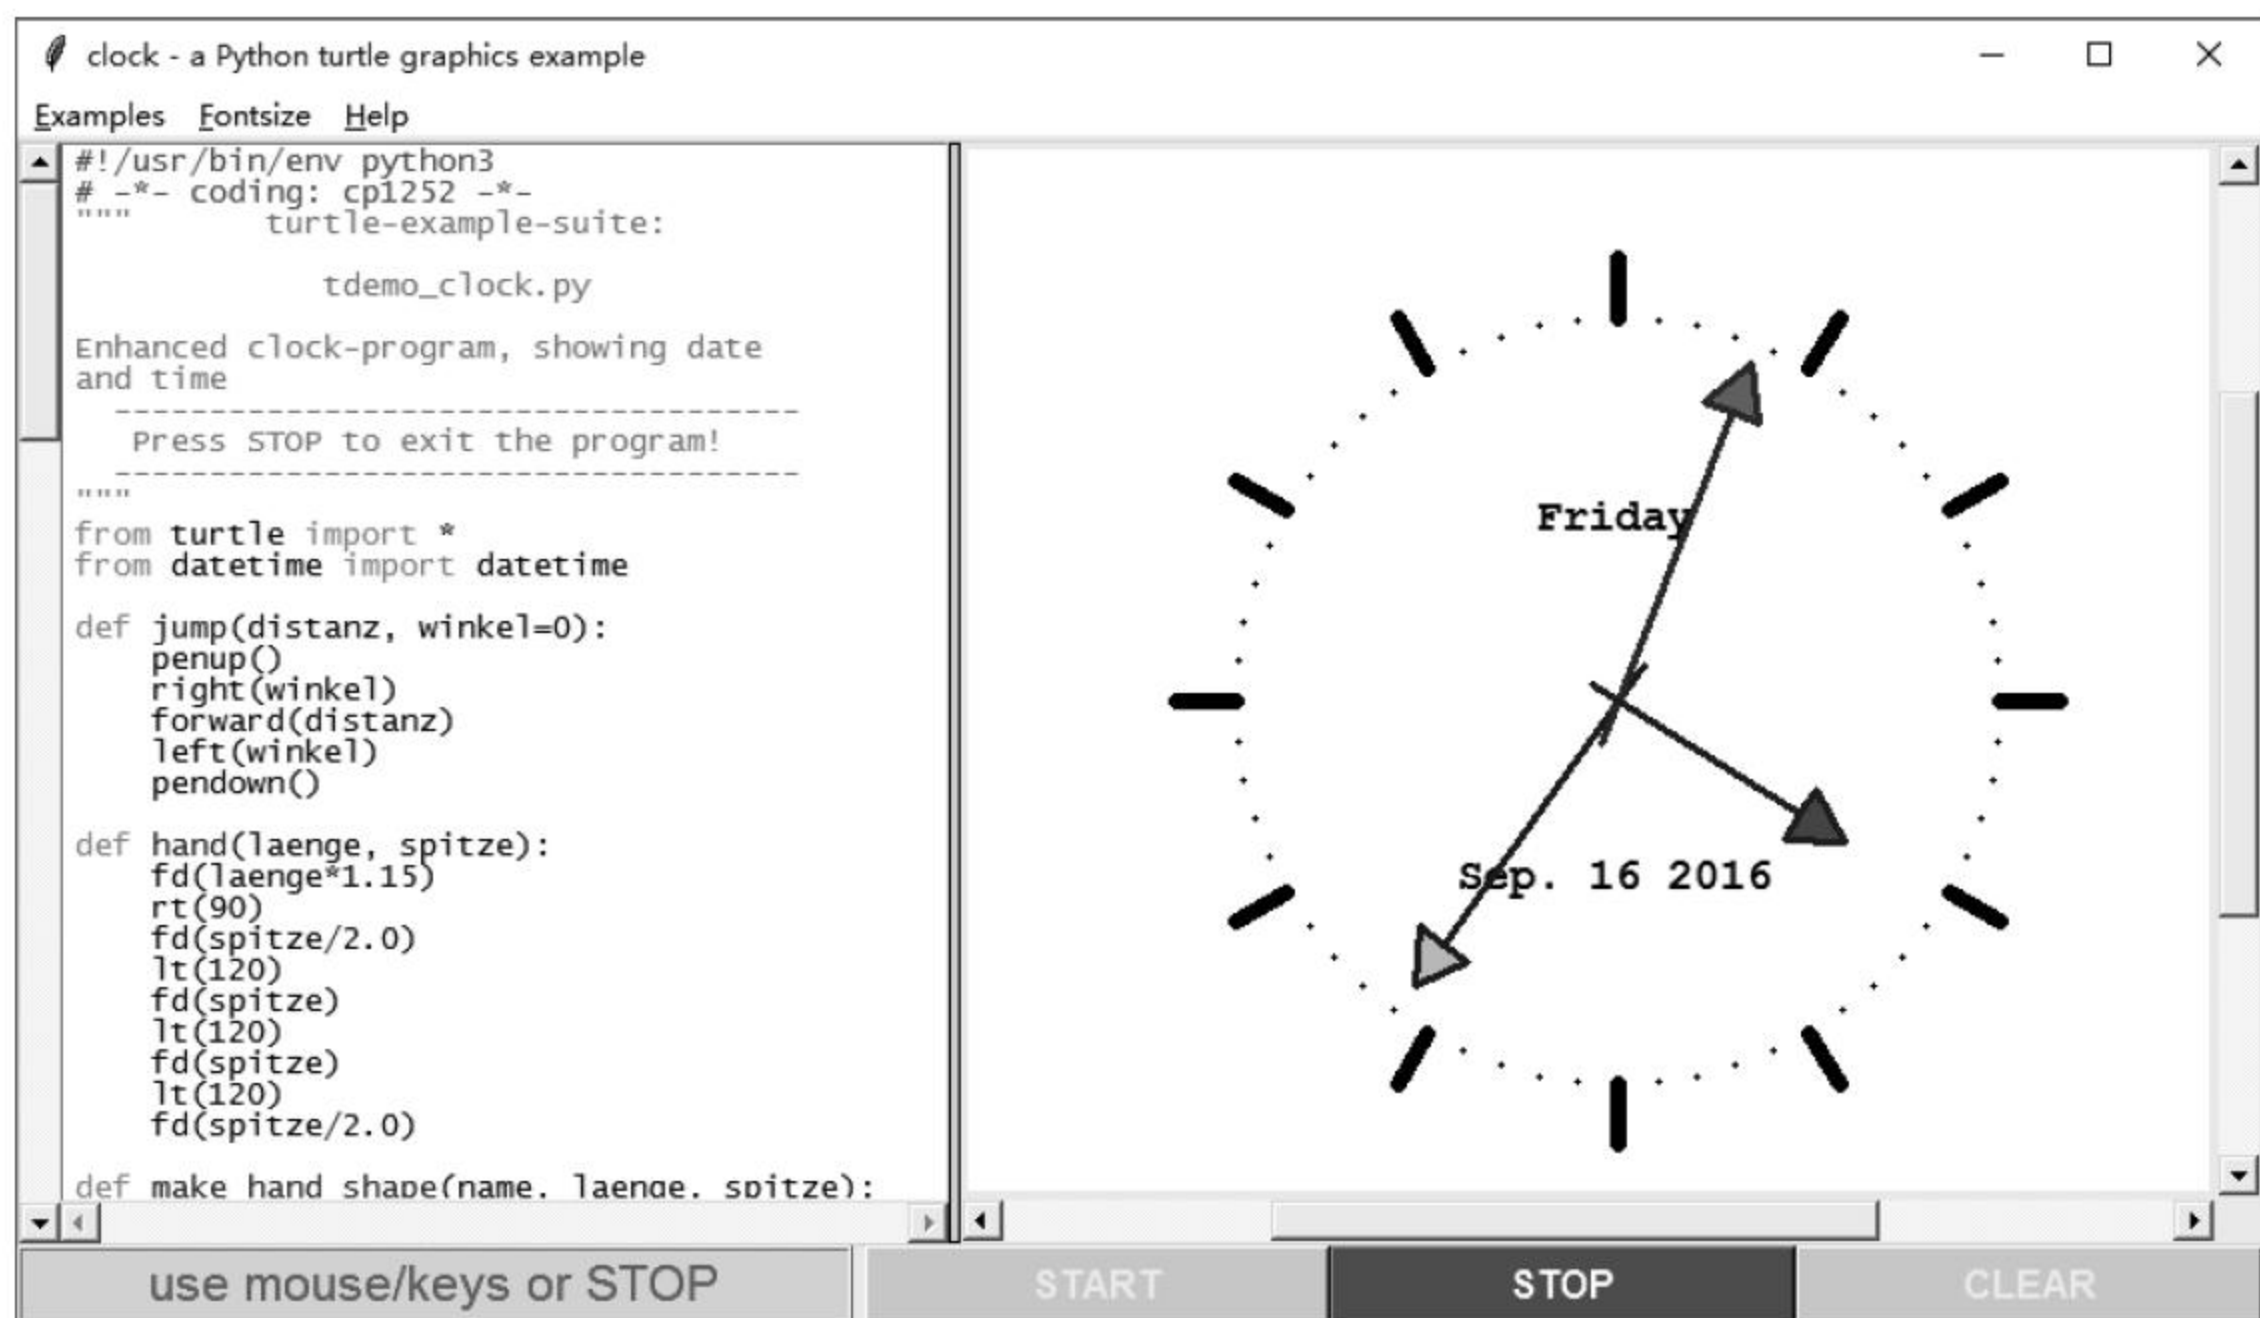 clock - a Python turtle graphics example
Examples Fontsize Help
#!/usr/bin/env python3
# -*- coding: cp1252 -*-
"""       turtle-example-suite:
tdemo_clock.py
Enhanced clock-program, showing date
and time
------------------------------------
Press STOP to exit the program!
------------------------------------
"""
from turtle import *
from datetime import datetime
def jump(distanz, winkel=0):
    penup()
    right(winkel)
    forward(distanz)
    left(winkel)
    pendown()
def hand(laenge, spitze):
    fd(laenge*1.15)
    rt(90)
    fd(spitze/2.0)
    lt(120)
    fd(spitze)
    lt(120)
    fd(spitze)
    lt(120)
    fd(spitze/2.0)
def make_hand_shape(name, laenge, spitze):
Friday
Sep. 16 2016
use mouse/keys or STOP
START
STOP
CLEAR